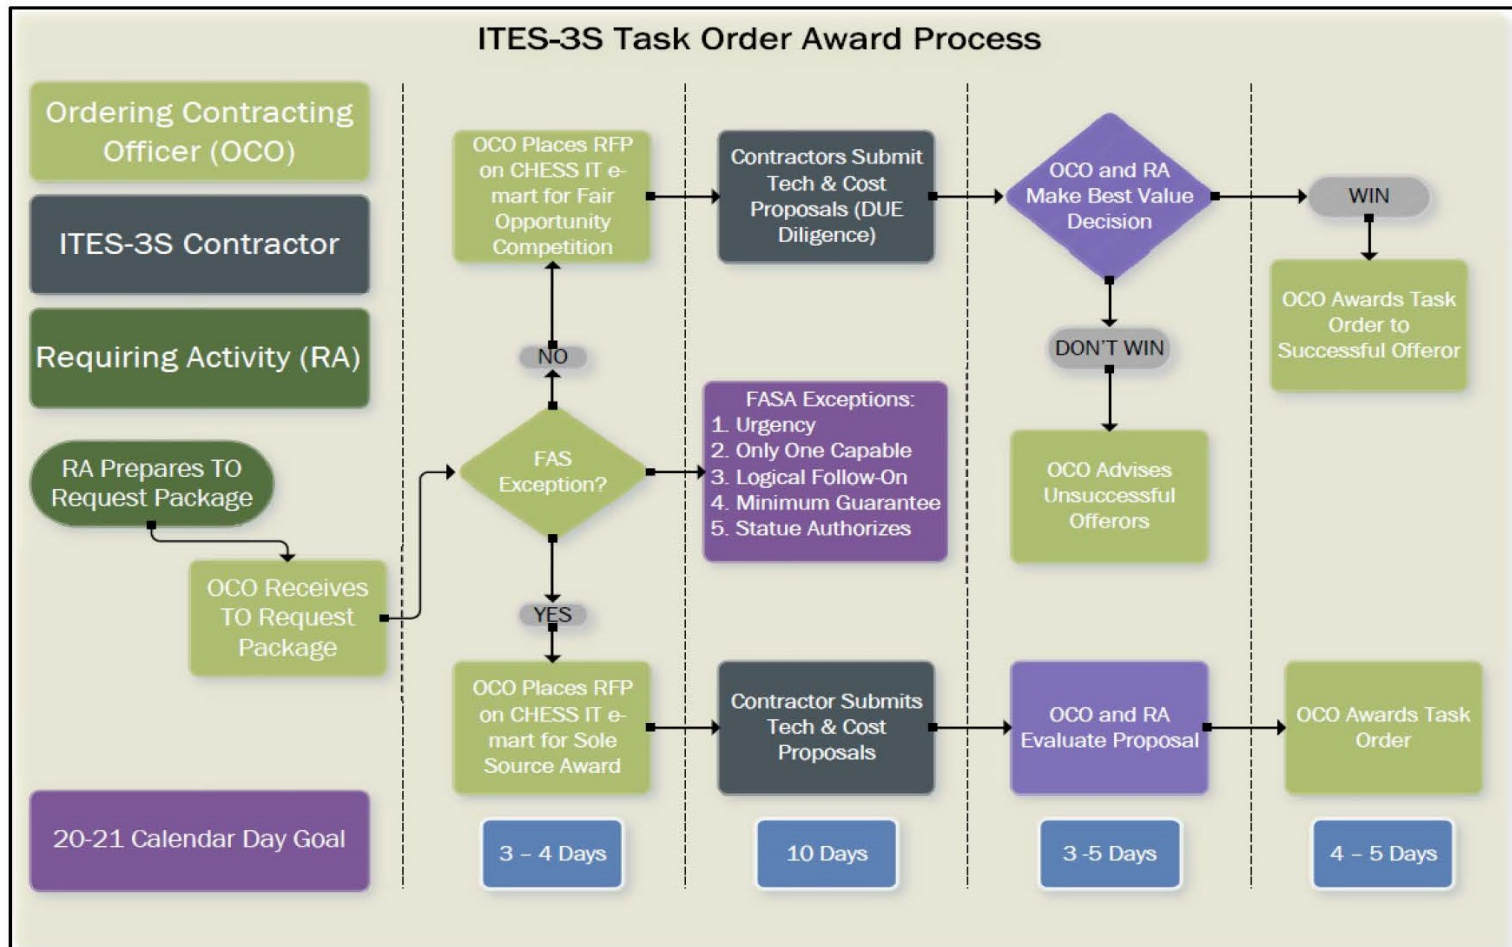 ITES-3S Task Order Award Process
Ordering Contracting
Officer (OCO)
ITES-3S Contractor
Requiring Activity (RA)
RA Prepares TO
Request Package
OCO Receives
TO Request
Package
20-21 Calendar Day Goal
OCO Places RFP
on CHESS IT e-
mart for Fair
Opportunity
Competition
NO
FAS
Exception?
YES
OCO Places RFP
on CHESS IT e-
mart for Sole
Source Award
3 – 4 Days
Contractors Submit
Tech & Cost
Proposals (DUE
Diligence)
FASA Exceptions:
1. Urgency
2. Only One Capable
3. Logical Follow-On
4. Minimum Guarantee
5. Statue Authorizes
Contractor Submits
Tech & Cost
Proposals
10 -Days
OCO and RA
Make Best Value
Decision
DON'T WIN
OCO Advises
Unsuccessful
Offerors
OCO and RA
Evaluate Proposal
3 -5 Days
WIN
OCO Awards Task
Order to
Successful Offeror
OCO Awards Task
Order
4 – 5 Days